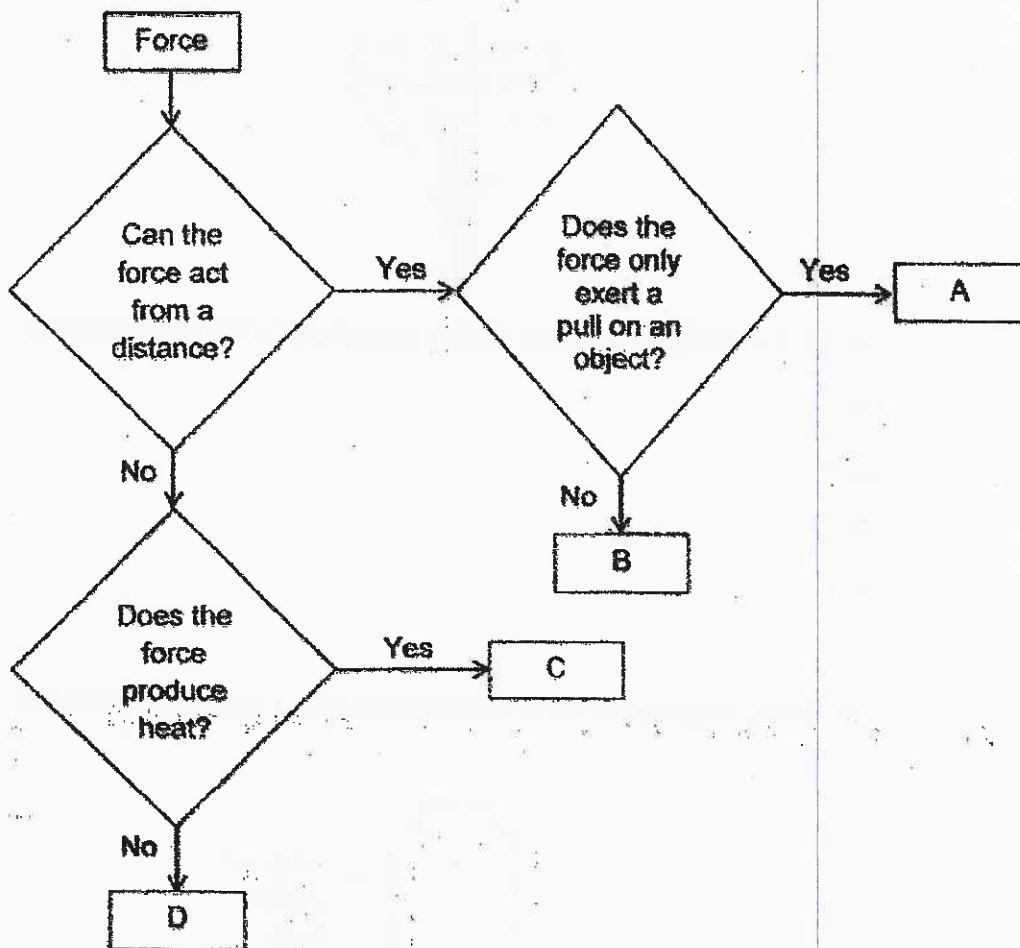 Force
Can the
force act
from a
distance?
Yes
Does the
force only
exert a
pull on an
object?
Yes
A
No
B
No
Does the
force
produce
heat?
Yes
C
No
D